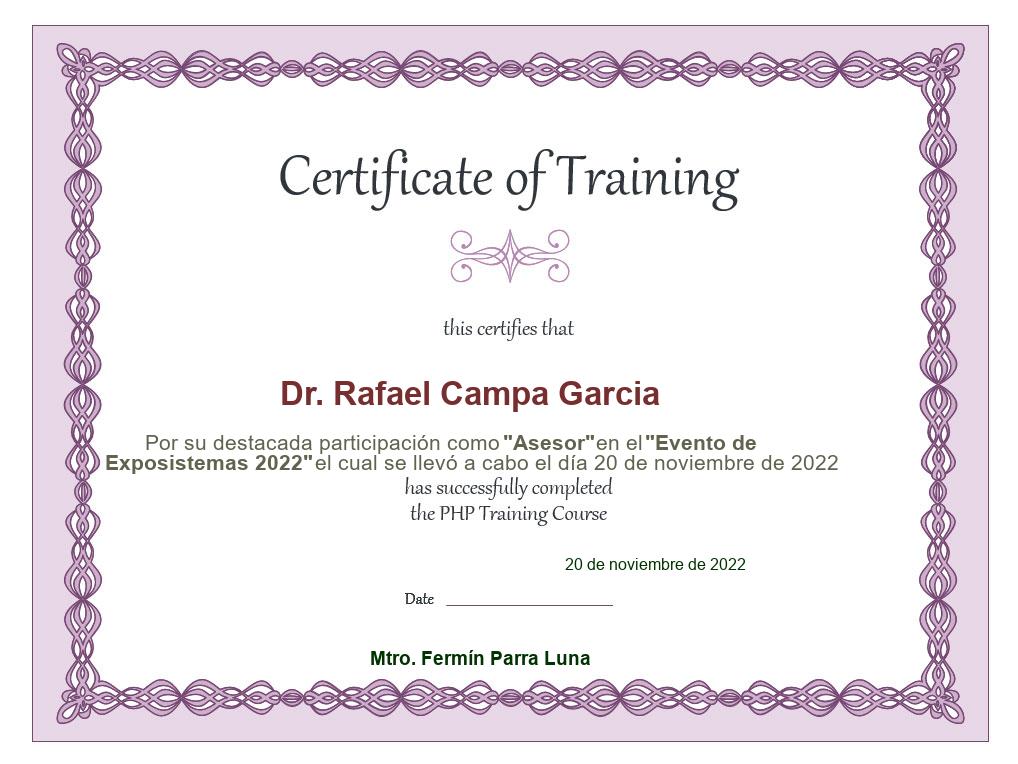 Certificate of Training
this certifies that
Dr. Rafael Campa Garcia
Por su destacada participación como "Asesor" en el "Evento de
Exposistemas 2022" el cual se llevó a cabo el día 20 de noviembre de 2022
has successfully completed
the PHP Training Course
20 de noviembre de 2022
Date
Mtro. Fermín Parra Luna